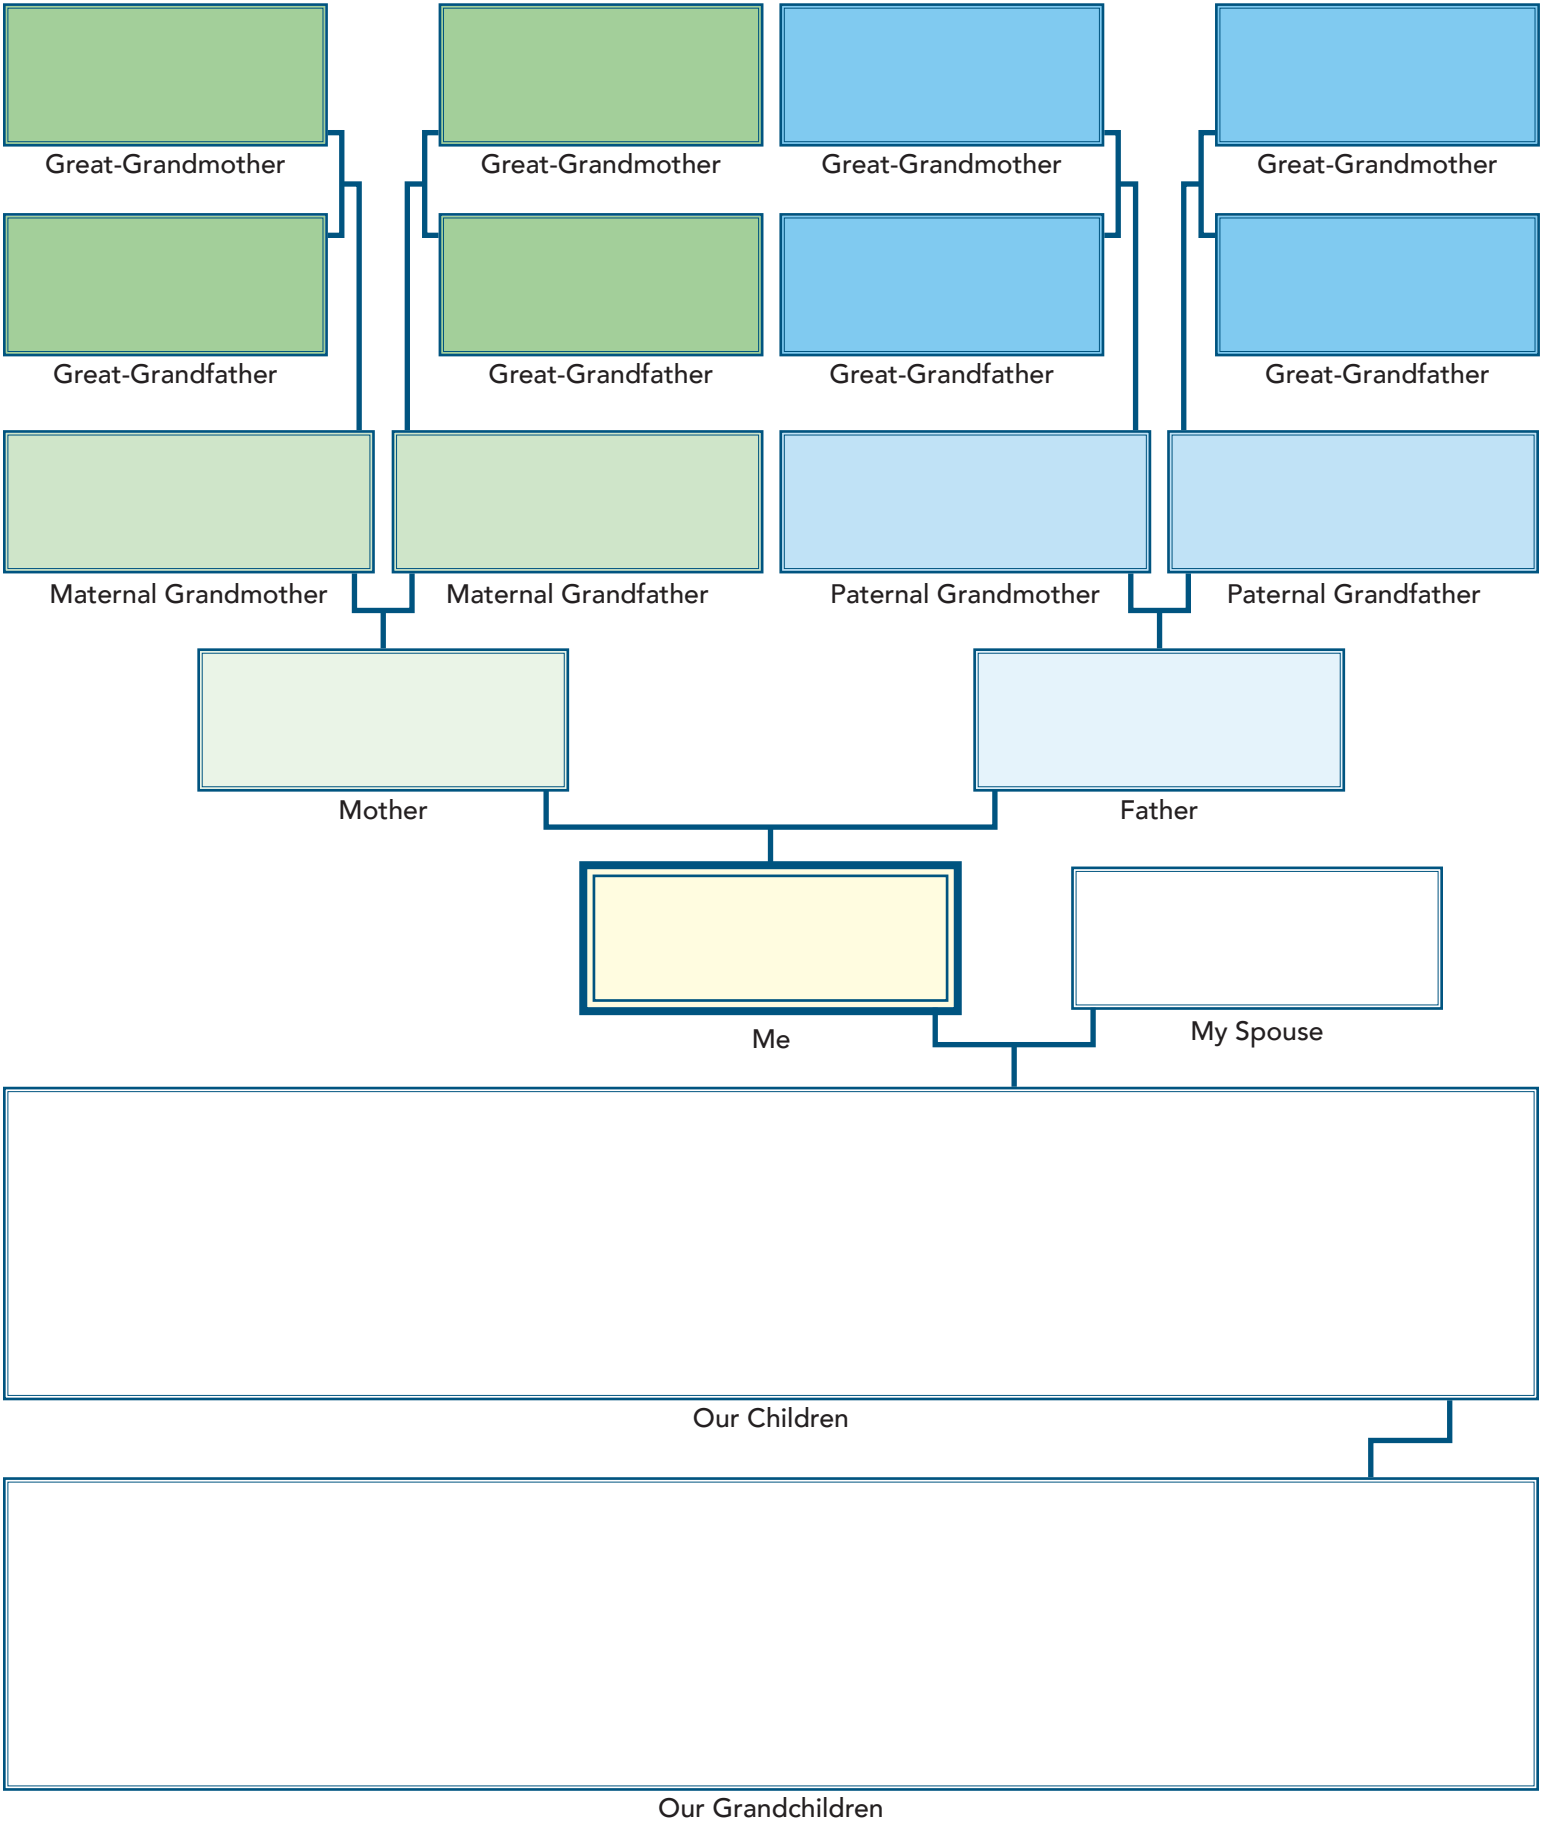 Great-Grandmother
Great-Grandmother
Great-Grandmother
Great-Grandmother
Great-Grandfather
Great-Grandfather
Great-Grandfather
Great-Grandfather
Maternal Grandmother
Maternal Grandfather
Paternal Grandmother
Paternal Grandfather
Mother
Father
Me
My Spouse
Our Children
Our Grandchildren